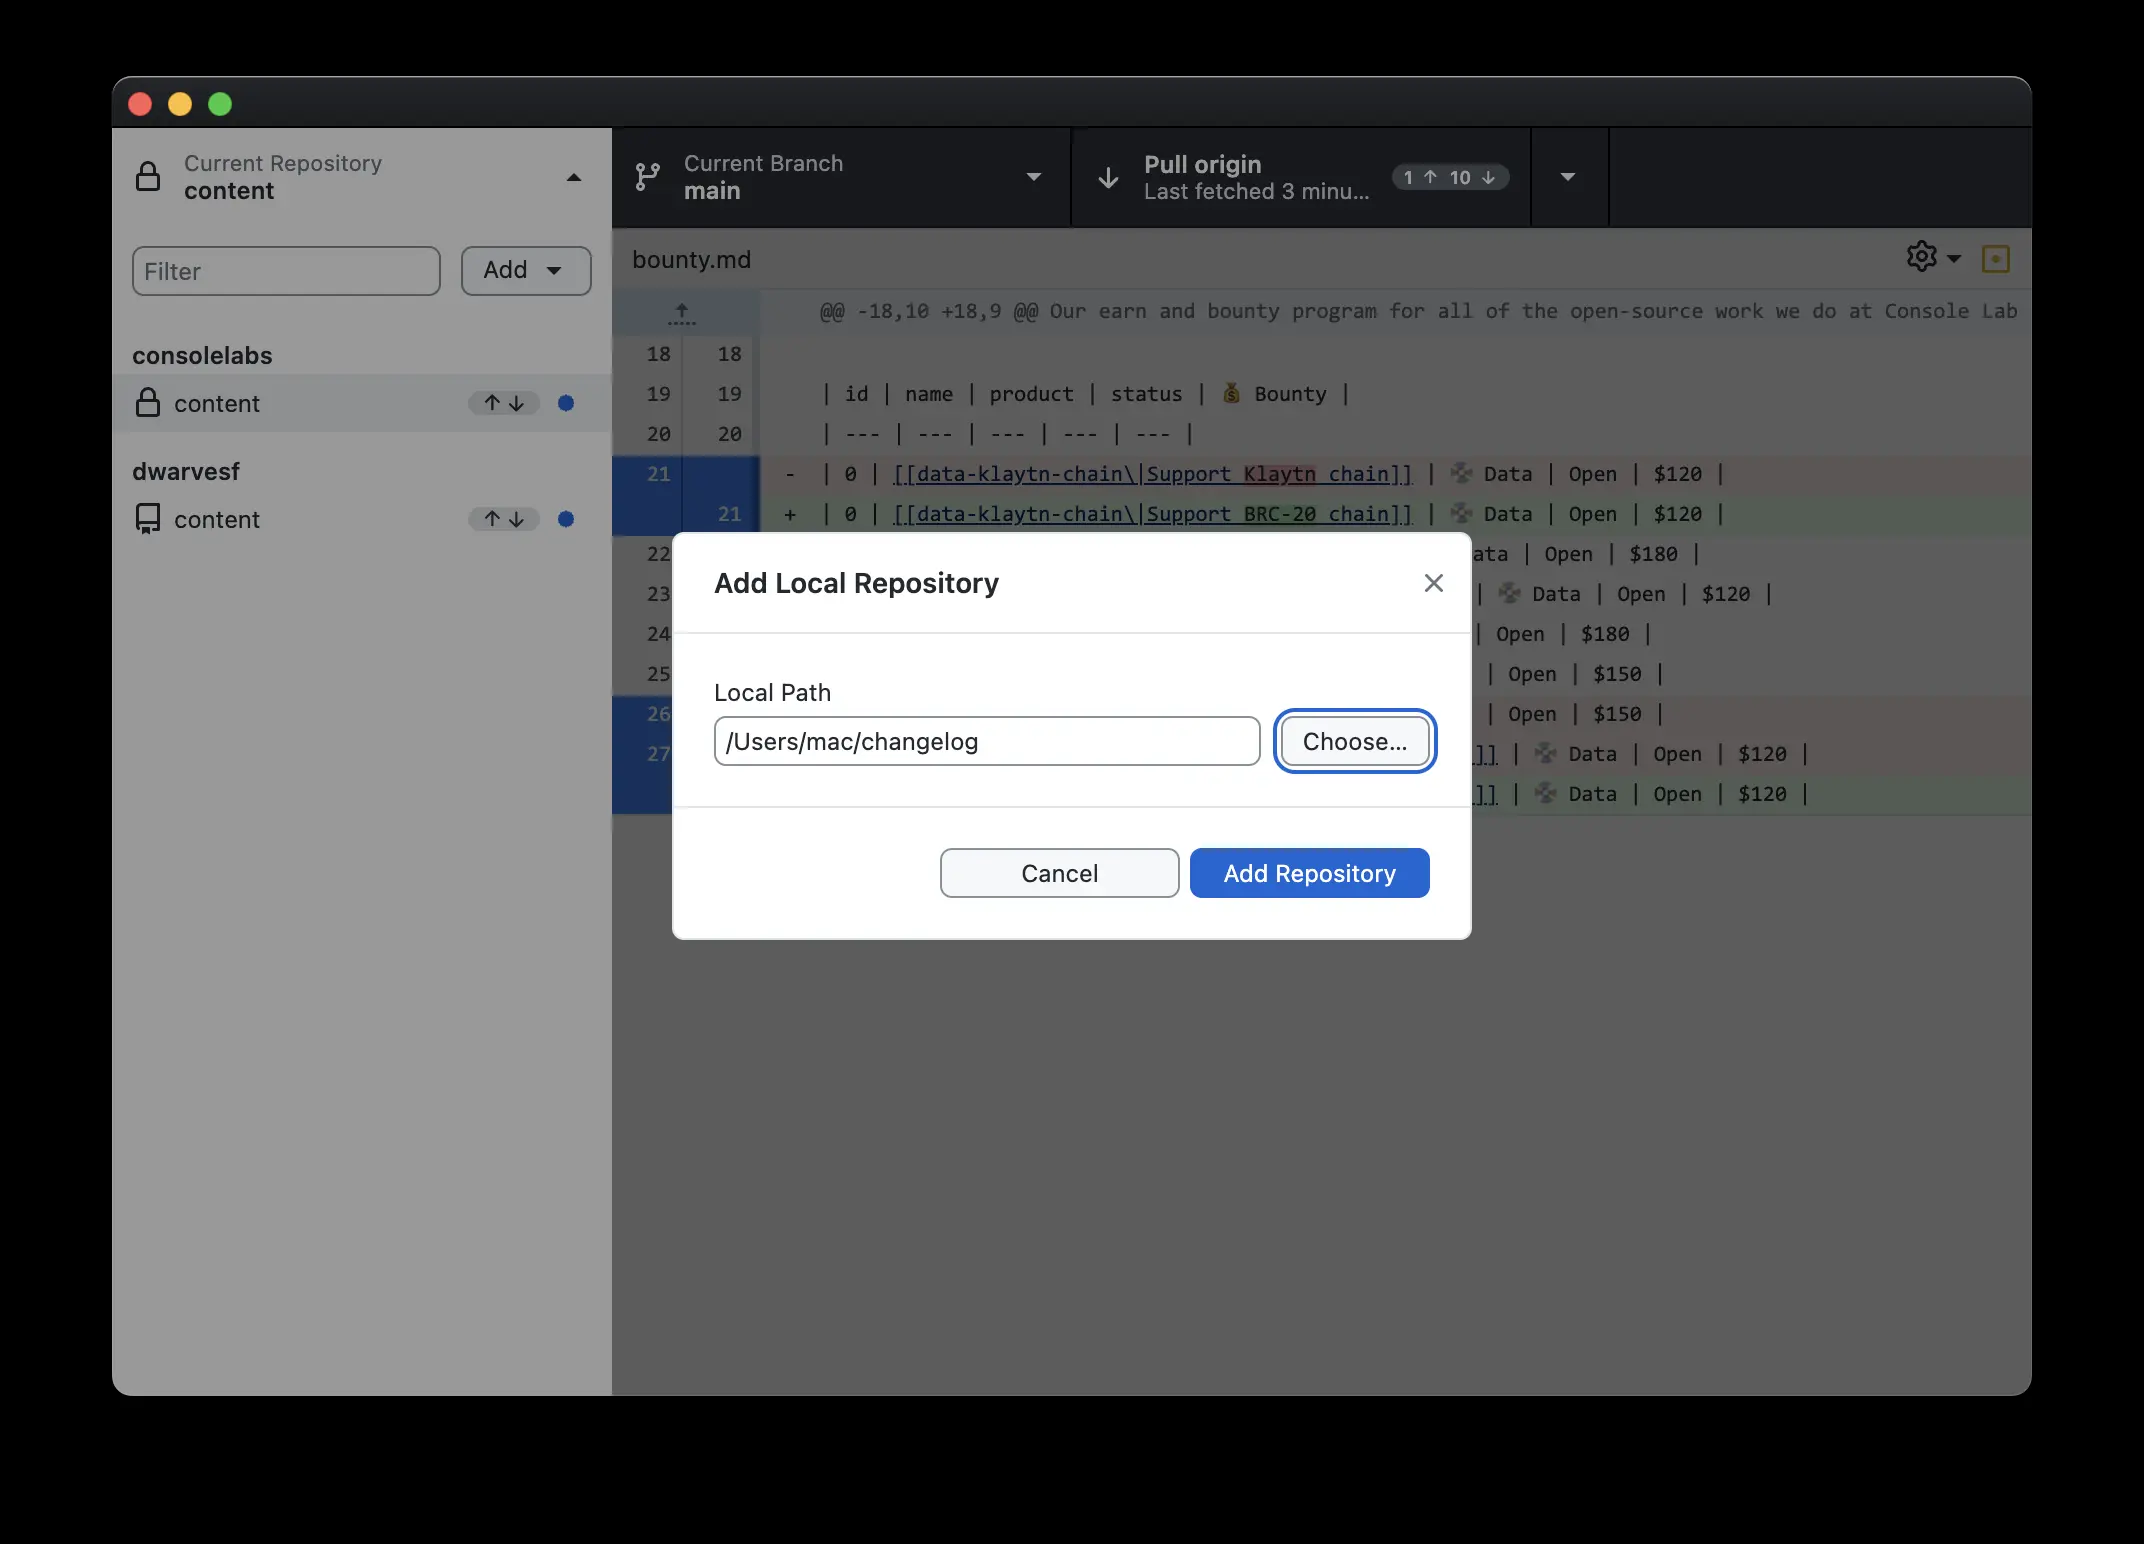 Current Repository
content
Current Branch
main
Pull origin
Last fetched 3 minu...
1 ↑ 10 ↓
Filter
Add
bounty.md
consolelabs
content
dwarvesf
content
@@ -18,10 +18,9 @@ Our earn and bounty program for all of the open-source work we do at Console Lab
18 18
19 19 | id | name | product | status | 💰 Bounty |
20 20 | --- | --- | --- | --- | --- |
21 - | 0 | [[data-klaytn-chain\|Support Klaytn chain]] | Data | Open | $120 |
21 + | 0 | [[data-klaytn-chain\|Support BRC-20 chain]] | Data | Open | $120 |
22 ata | Open | $180 |
23 | Data | Open | $120 |
24 | Open | $180 |
25 | Open | $150 |
26 | Open | $150 |
27 ]] | Data | Open | $120 |
]] | Data | Open | $120 |
Add Local Repository
Local Path
/Users/mac/changelog
Choose...
Cancel
Add Repository